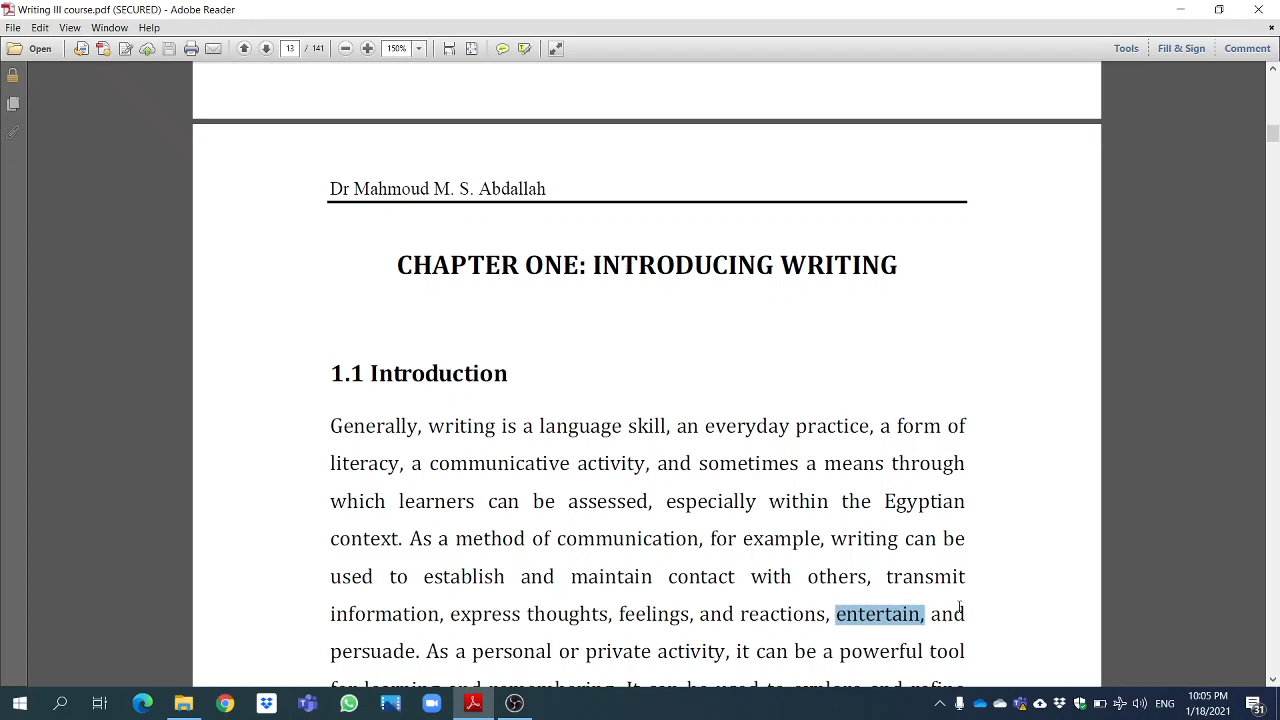 Writing III course.pdf (SECURED) - Adobe Reader
File Edit View Window Help
Open 13 / 141 150% Tools Fill & Sign Comment
Dr Mahmoud M. S. Abdallah
CHAPTER ONE: INTRODUCING WRITING
1.1 Introduction
Generally, writing is a language skill, an everyday practice, a form of
literacy, a communicative activity, and sometimes a means through
which learners can be assessed, especially within the Egyptian
context. As a method of communication, for example, writing can be
used to establish and maintain contact with others, transmit
information, express thoughts, feelings, and reactions, entertain, and
persuade. As a personal or private activity, it can be a powerful tool
10:05 PM
1/18/2021
31